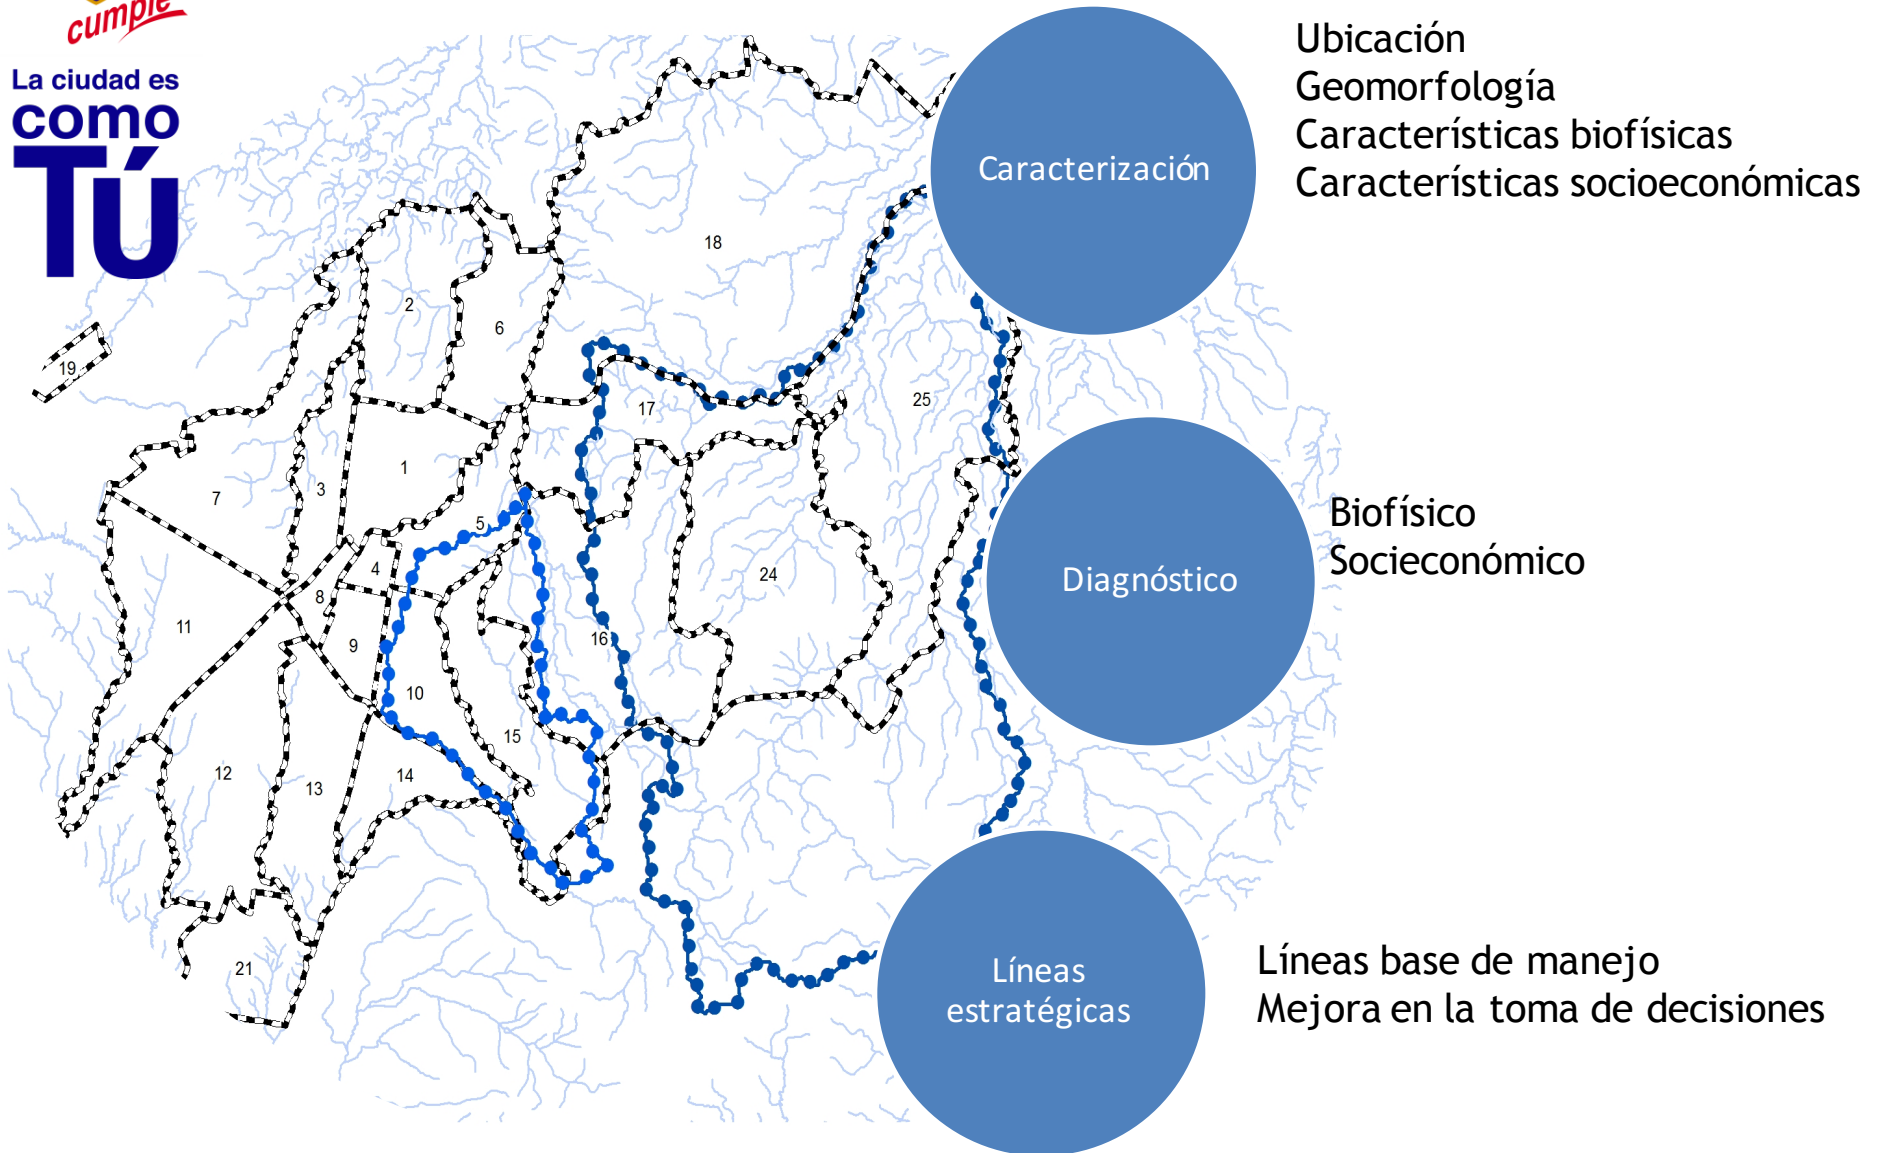 cumple
La ciudad es
como
Tú
Caracterización
Ubicación
Geomorfología
Características biofísicas
Características socioeconómicas
Diagnóstico
Biofísico
Socieconómico
Líneas
estratégicas
Líneas base de manejo
Mejora en la toma de decisiones
18
2
6
19
17
25
1
7
3
5
4
24
8
11
16
9
10
15
12
14
13
21